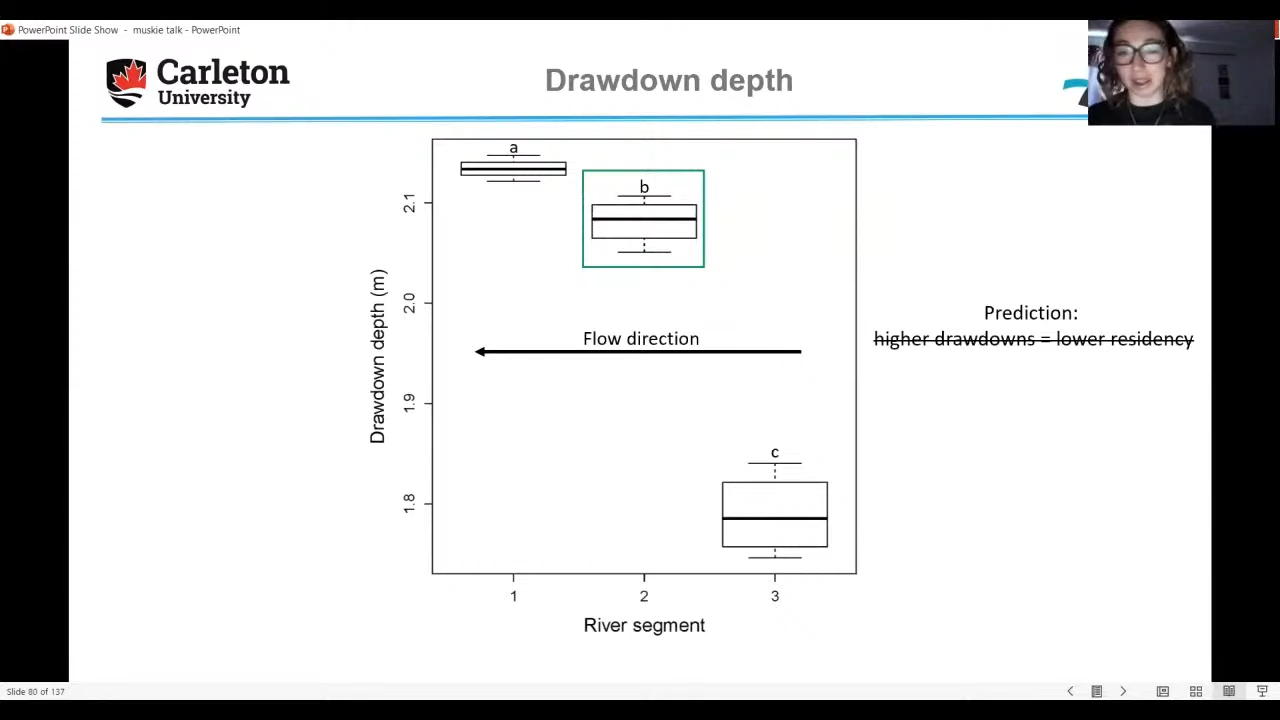 PowerPoint Slide Show - muskie talk - PowerPoint
Carleton
University
Drawdown depth
a
b
2.1
2.0
1.9
1.8
Drawdown depth (m)
Flow direction
c
1
2
3
River segment
Prediction:
higher drawdowns = lower residency
Slide 80 of 137